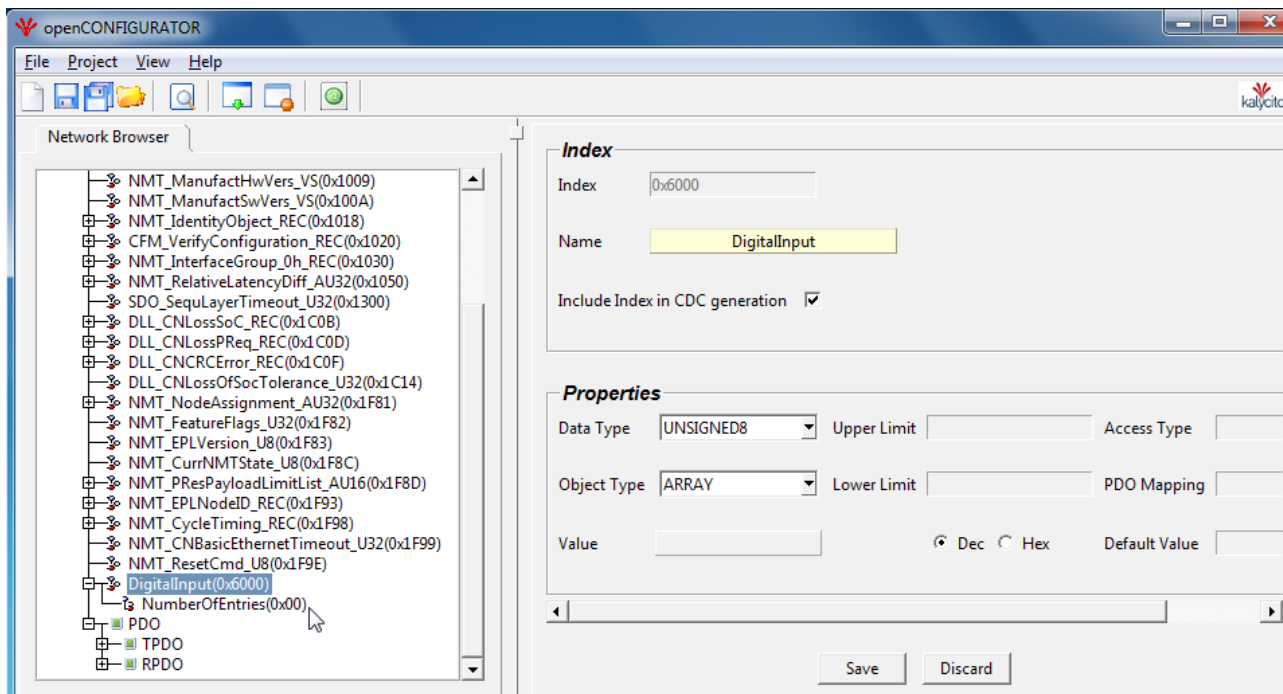 openCONFIGURATOR
File Project View Help
kalycito
Network Browser
NMT_ManufactHwVers_VS(0x1009)
NMT_ManufactSwVers_VS(0x100A)
NMT_IdentityObject_REC(0x1018)
CFM_VerifyConfiguration_REC(0x1020)
NMT_InterfaceGroup_0h_REC(0x1030)
NMT_RelativeLatencyDiff_AU32(0x1050)
SDO_SequLayerTimeout_U32(0x1300)
DLL_CNLossSoC_REC(0x1C0B)
DLL_CNLossPReq_REC(0x1C0D)
DLL_CNCRCError_REC(0x1C0F)
DLL_CNLossOfSocTolerance_U32(0x1C14)
NMT_NodeAssignment_AU32(0x1F81)
NMT_FeatureFlags_U32(0x1F82)
NMT_EPLVersion_U8(0x1F83)
NMT_CurrNMTState_U8(0x1F8C)
NMT_PResPayloadLimitList_AU16(0x1F8D)
NMT_EPLNodeID_REC(0x1F93)
NMT_CycleTiming_REC(0x1F98)
NMT_CNBasicEthernetTimeout_U32(0x1F99)
NMT_ResetCmd_U8(0x1F9E)
DigitalInput(0x6000)
NumberOfEntries(0x00)
PDO
TPDO
RPDO
Index
Index 0x6000
Name DigitalInput
Include Index in CDC generation
Properties
Data Type UNSIGNED8 Upper Limit Access Type
Object Type ARRAY Lower Limit PDO Mapping
Value Dec Hex Default Value
Save Discard